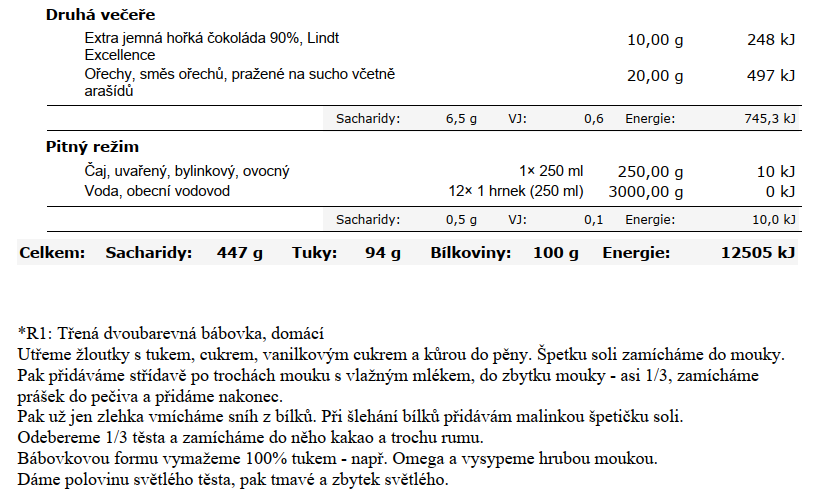 Druhá večeře
Extra jemná hořká čokoláda 90%, Lindt Excellence 10,00 g 248 kJ
Ořechy, směs ořechů, pražené na sucho včetně arašídů 20,00 g 497 kJ
Sacharidy: 6,5 g VJ: 0,6 Energie: 745,3 kJ
Pitný režim
Čaj, uvařený, bylinkový, ovocný 1× 250 ml 250,00 g 10 kJ
Voda, obecní vodovod 12× 1 hrnek (250 ml) 3000,00 g 0 kJ
Sacharidy: 0,5 g VJ: 0,1 Energie: 10,0 kJ
Celkem: Sacharidy: 447 g Tuky: 94 g Bílkoviny: 100 g Energie: 12505 kJ
*R1: Třená dvoubarevná bábovka, domácí
Utřeme žloutky s tukem, cukrem, vanilkovým cukrem a kůrou do pěny. Špetku soli zamícháme do mouky.
Pak přidáváme střídavě po trochách mouku s vlažným mlékem, do zbytku mouky - asi 1/3, zamícháme
prášek do pečiva a přidáme nakonec.
Pak už jen zlehka vmícháme sníh z bílků. Při šlehání bílků přidávám malinkou špetičku soli.
Odebereme 1/3 těsta a zamícháme do něho kakao a trochu rumu.
Bábovkovou formu vymažeme 100% tukem - např. Omega a vysypeme hrubou moukou.
Dáme polovinu světlého těsta, pak tmavé a zbytek světlého.